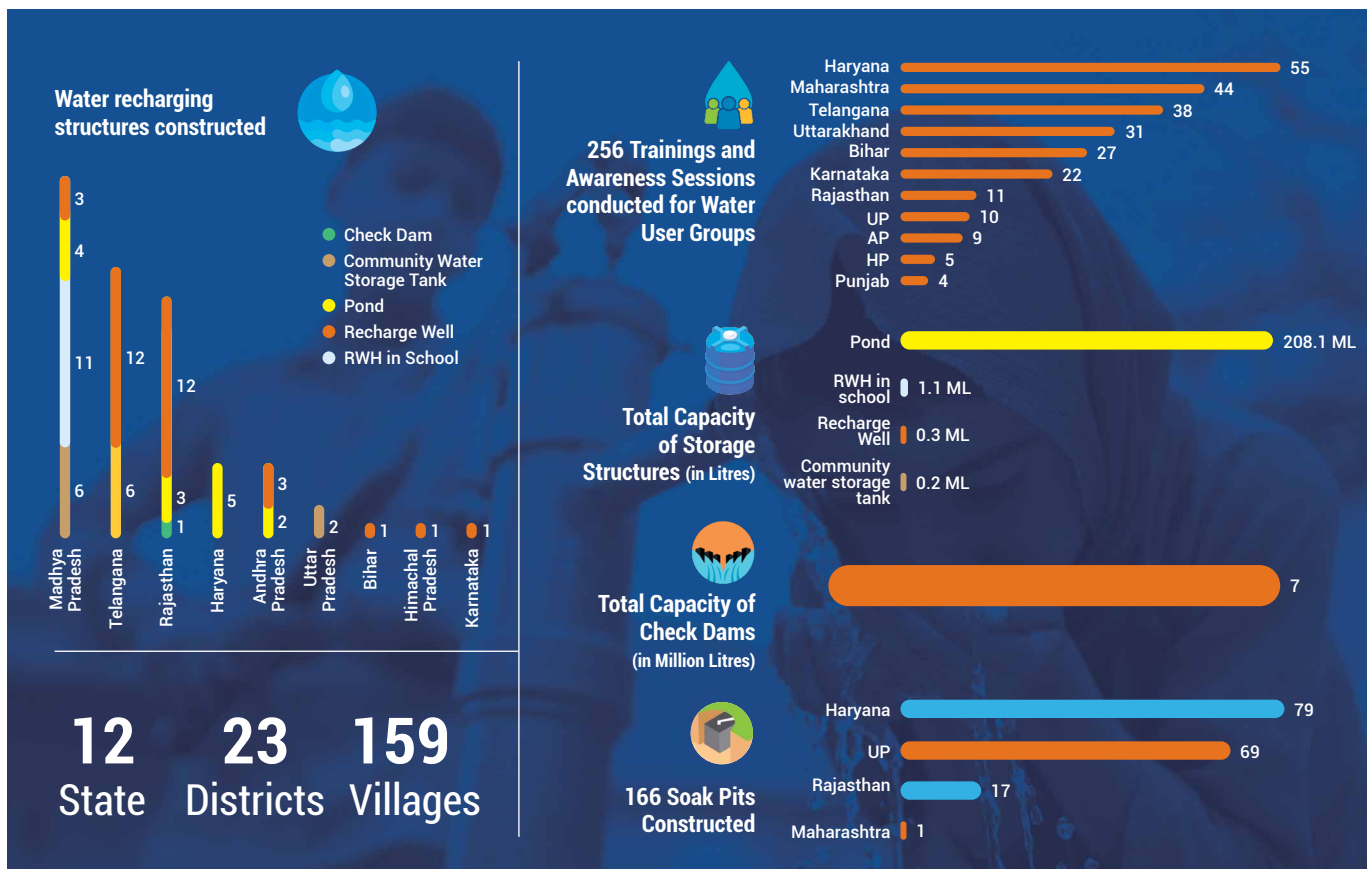 Water recharging
structures constructed
3
4
11
6
12
6
12
3
1
5
3
2
2
1
1
1
Check Dam
Community Water
Storage Tank
Pond
Recharge Well
RWH in School
Madhya
Pradesh
Telangana
Rajasthan
Haryana
Andhra
Pradesh
Uttar
Pradesh
Bihar
Himachal
Pradesh
Karnataka
12
State
23
Districts
159
Villages
256 Trainings and
Awareness Sessions
conducted for Water
User Groups
Haryana 55
Maharashtra 44
Telangana 38
Uttarakhand 31
Bihar 27
Karnataka 22
Rajasthan 11
UP 10
AP 9
HP 5
Punjab 4
Total Capacity
of Storage
Structures (in Litres)
Pond 208.1 ML
RWH in
school 1.1 ML
Recharge
Well 0.3 ML
Community
water storage 0.2 ML
tank
Total Capacity of
Check Dams
(in Million Litres)
7
166 Soak Pits
Constructed
Haryana 79
UP 69
Rajasthan 17
Maharashtra 1